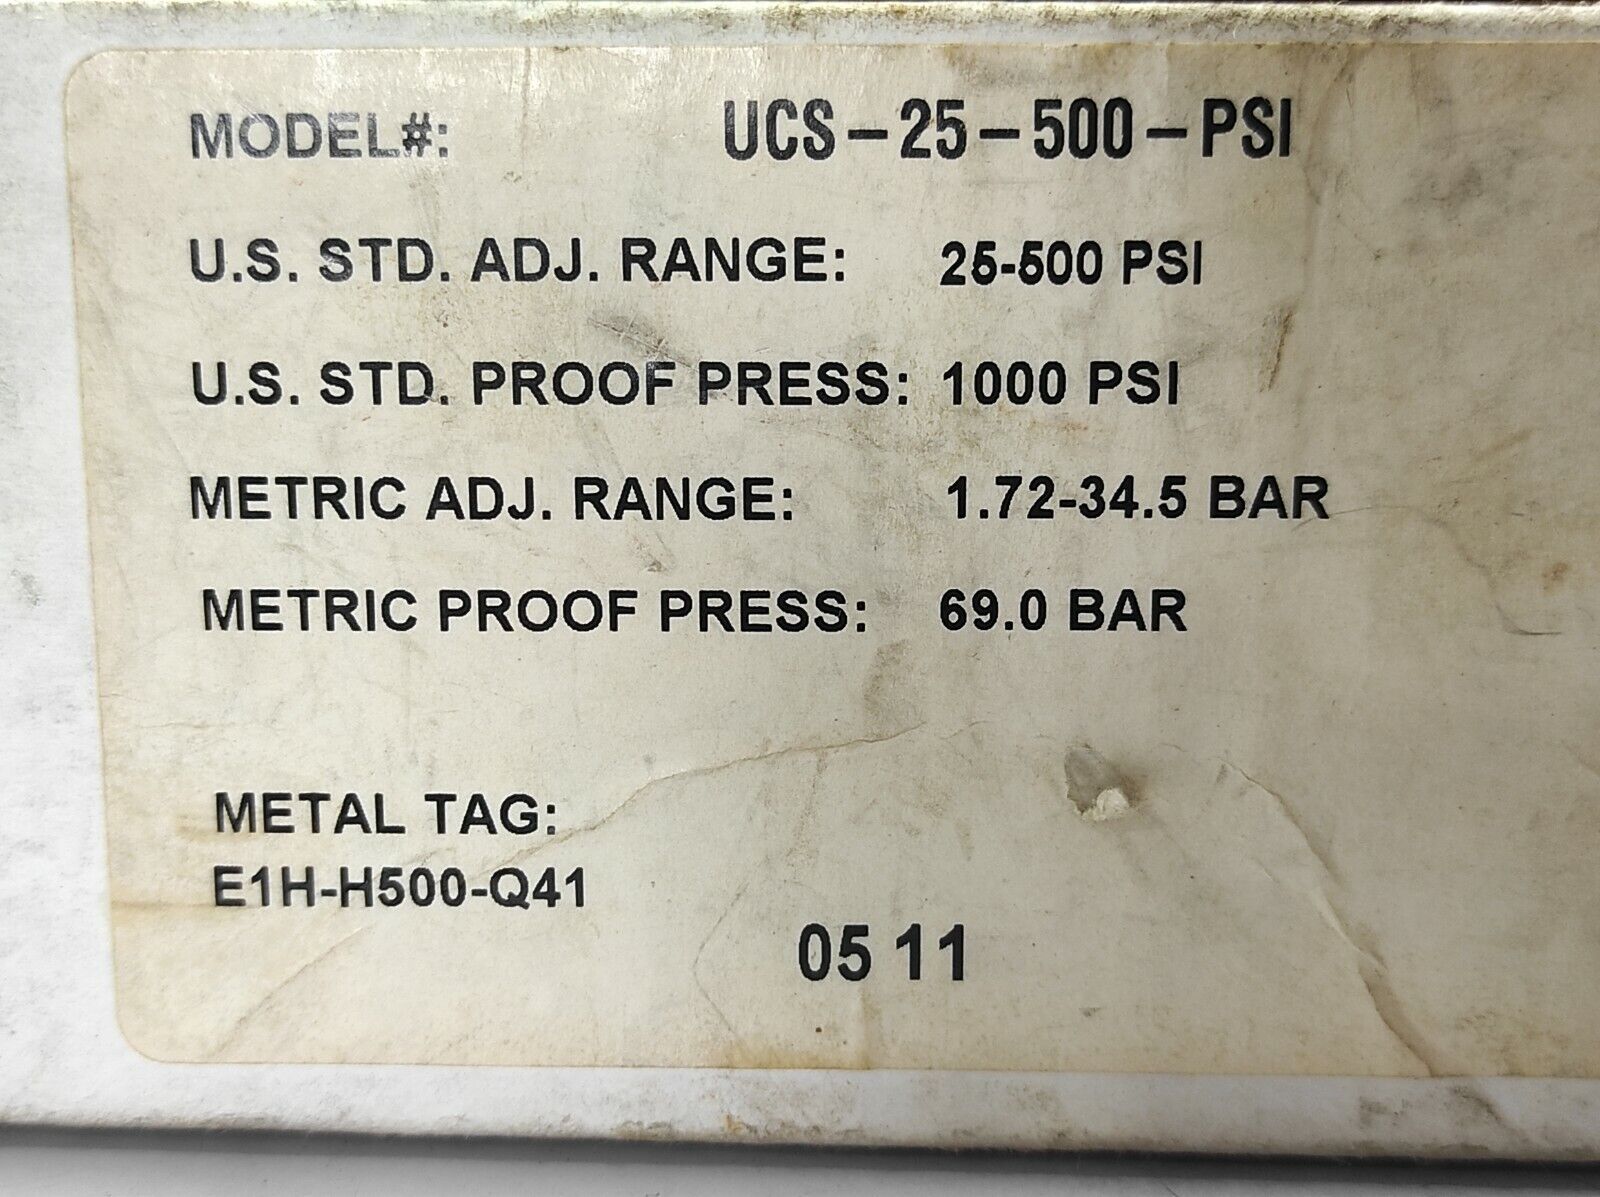 MODEL#: UCS-25-500-PSI
U.S. STD. ADJ. RANGE: 25-500 PSI
U.S. STD. PROOF PRESS: 1000 PSI
METRIC ADJ. RANGE: 1.72-34.5 BAR
METRIC PROOF PRESS: 69.0 BAR
METAL TAG:
E1H-H500-Q41
05 11